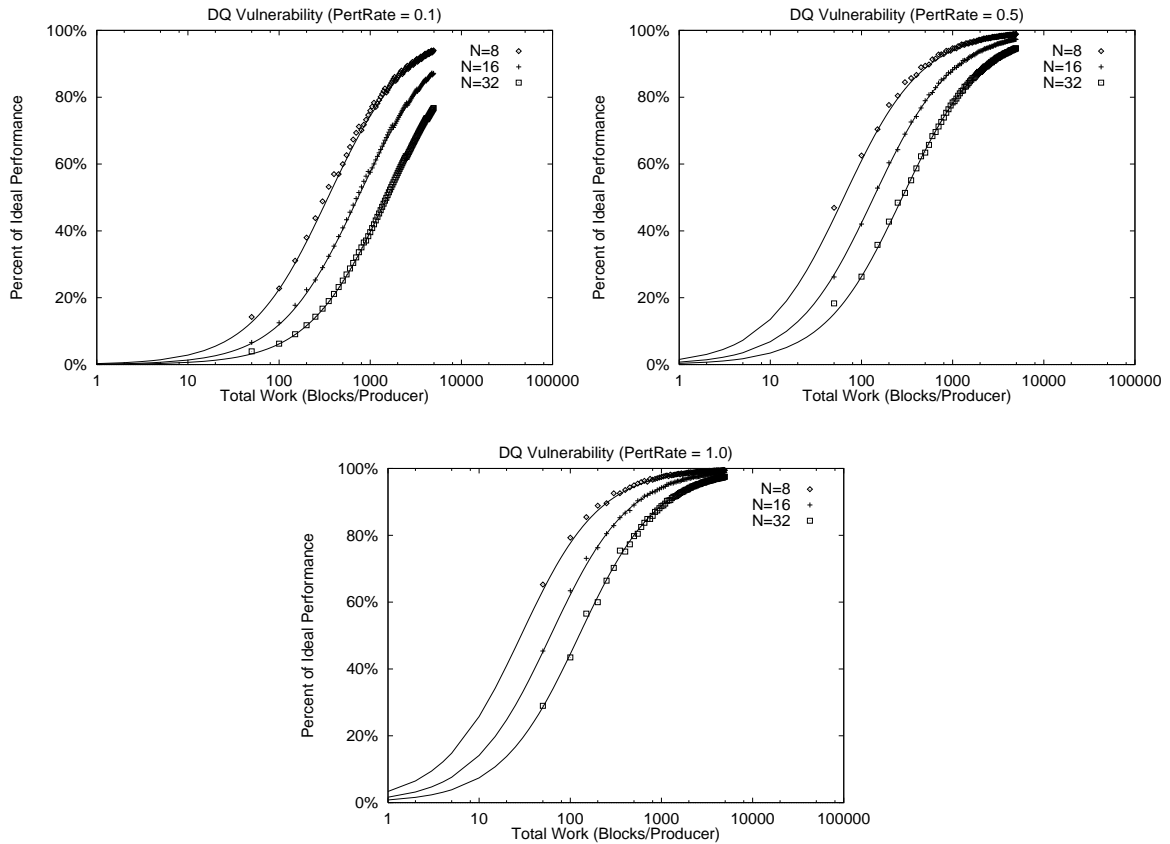 DQ Vulnerability (PertRate = 0.1)
Percent of Ideal Performance
100%
80%
60%
40%
20%
0%
N=8
N=16
N=32
1 10 100 1000 10000 100000
Total Work (Blocks/Producer)
DQ Vulnerability (PertRate = 0.5)
Percent of Ideal Performance
100%
80%
60%
40%
20%
0%
N=8
N=16
N=32
1 10 100 1000 10000 100000
Total Work (Blocks/Producer)
DQ Vulnerability (PertRate = 1.0)
Percent of Ideal Performance
100%
80%
60%
40%
20%
0%
N=8
N=16
N=32
1 10 100 1000 10000 100000
Total Work (Blocks/Producer)